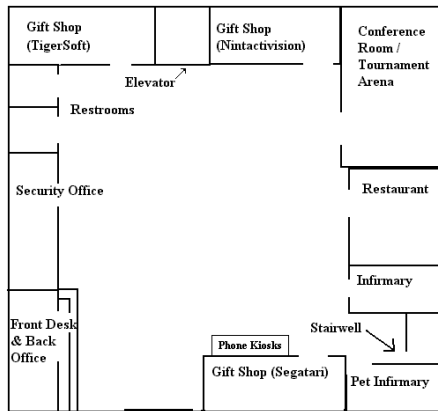 Gift Shop
(TigerSoft)
Gift Shop
(Nintactivision)
Conference
Room /
Tournament
Arena
Elevator
Restrooms
Security Office
Restaurant
Infirmary
Front Desk
& Back
Office
Stairwell
Phone Kiosks
Gift Shop (Segatari)
Pet Infirmary